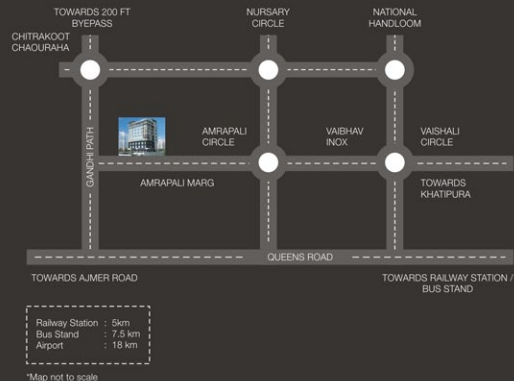 TOWARDS 200 FT
BYEPASS
NURSARY
CIRCLE
NATIONAL
HANDLOOM
CHITRAKOOT
CHAOURAHA
GANDHI PATH
AMRAPALI
CIRCLE
VAIBHAV
INOX
VAISHALI
CIRCLE
AMRAPALI MARG
TOWARDS
KHATIPURA
QUEENS ROAD
TOWARDS AJMER ROAD
TOWARDS RAILWAY STATION /
BUS STAND
Railway Station : 5km
Bus Stand : 7.5 km
Airport : 18 km
*Map not to scale